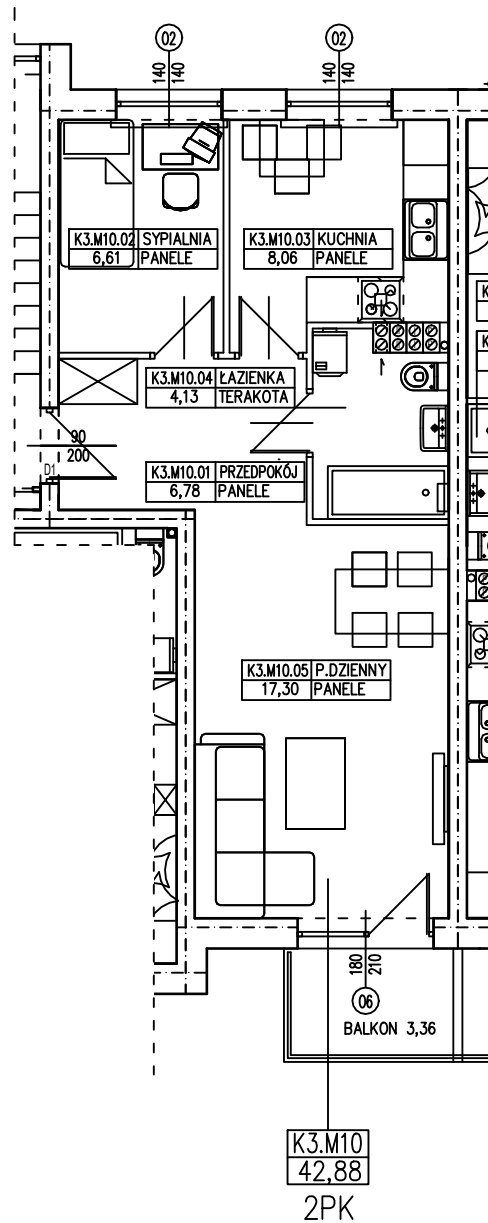 02 02
140 140 140 140
K3.M10.02 SYPIALNIA
6,61 PANELE
K3.M10.03 KUCHNIA
8,06 PANELE
K
K
K3.M10.04 ŁAZIENKA
4,13 TERAKOTA
90
200
D1
K3.M10.01 PRZEDPOKÓJ
6,78 PANELE
K3.M10.05 P.DZIENNY
17,30 PANELE
180 210
06
BALKON 3,36
K3.M10
42,88
2PK